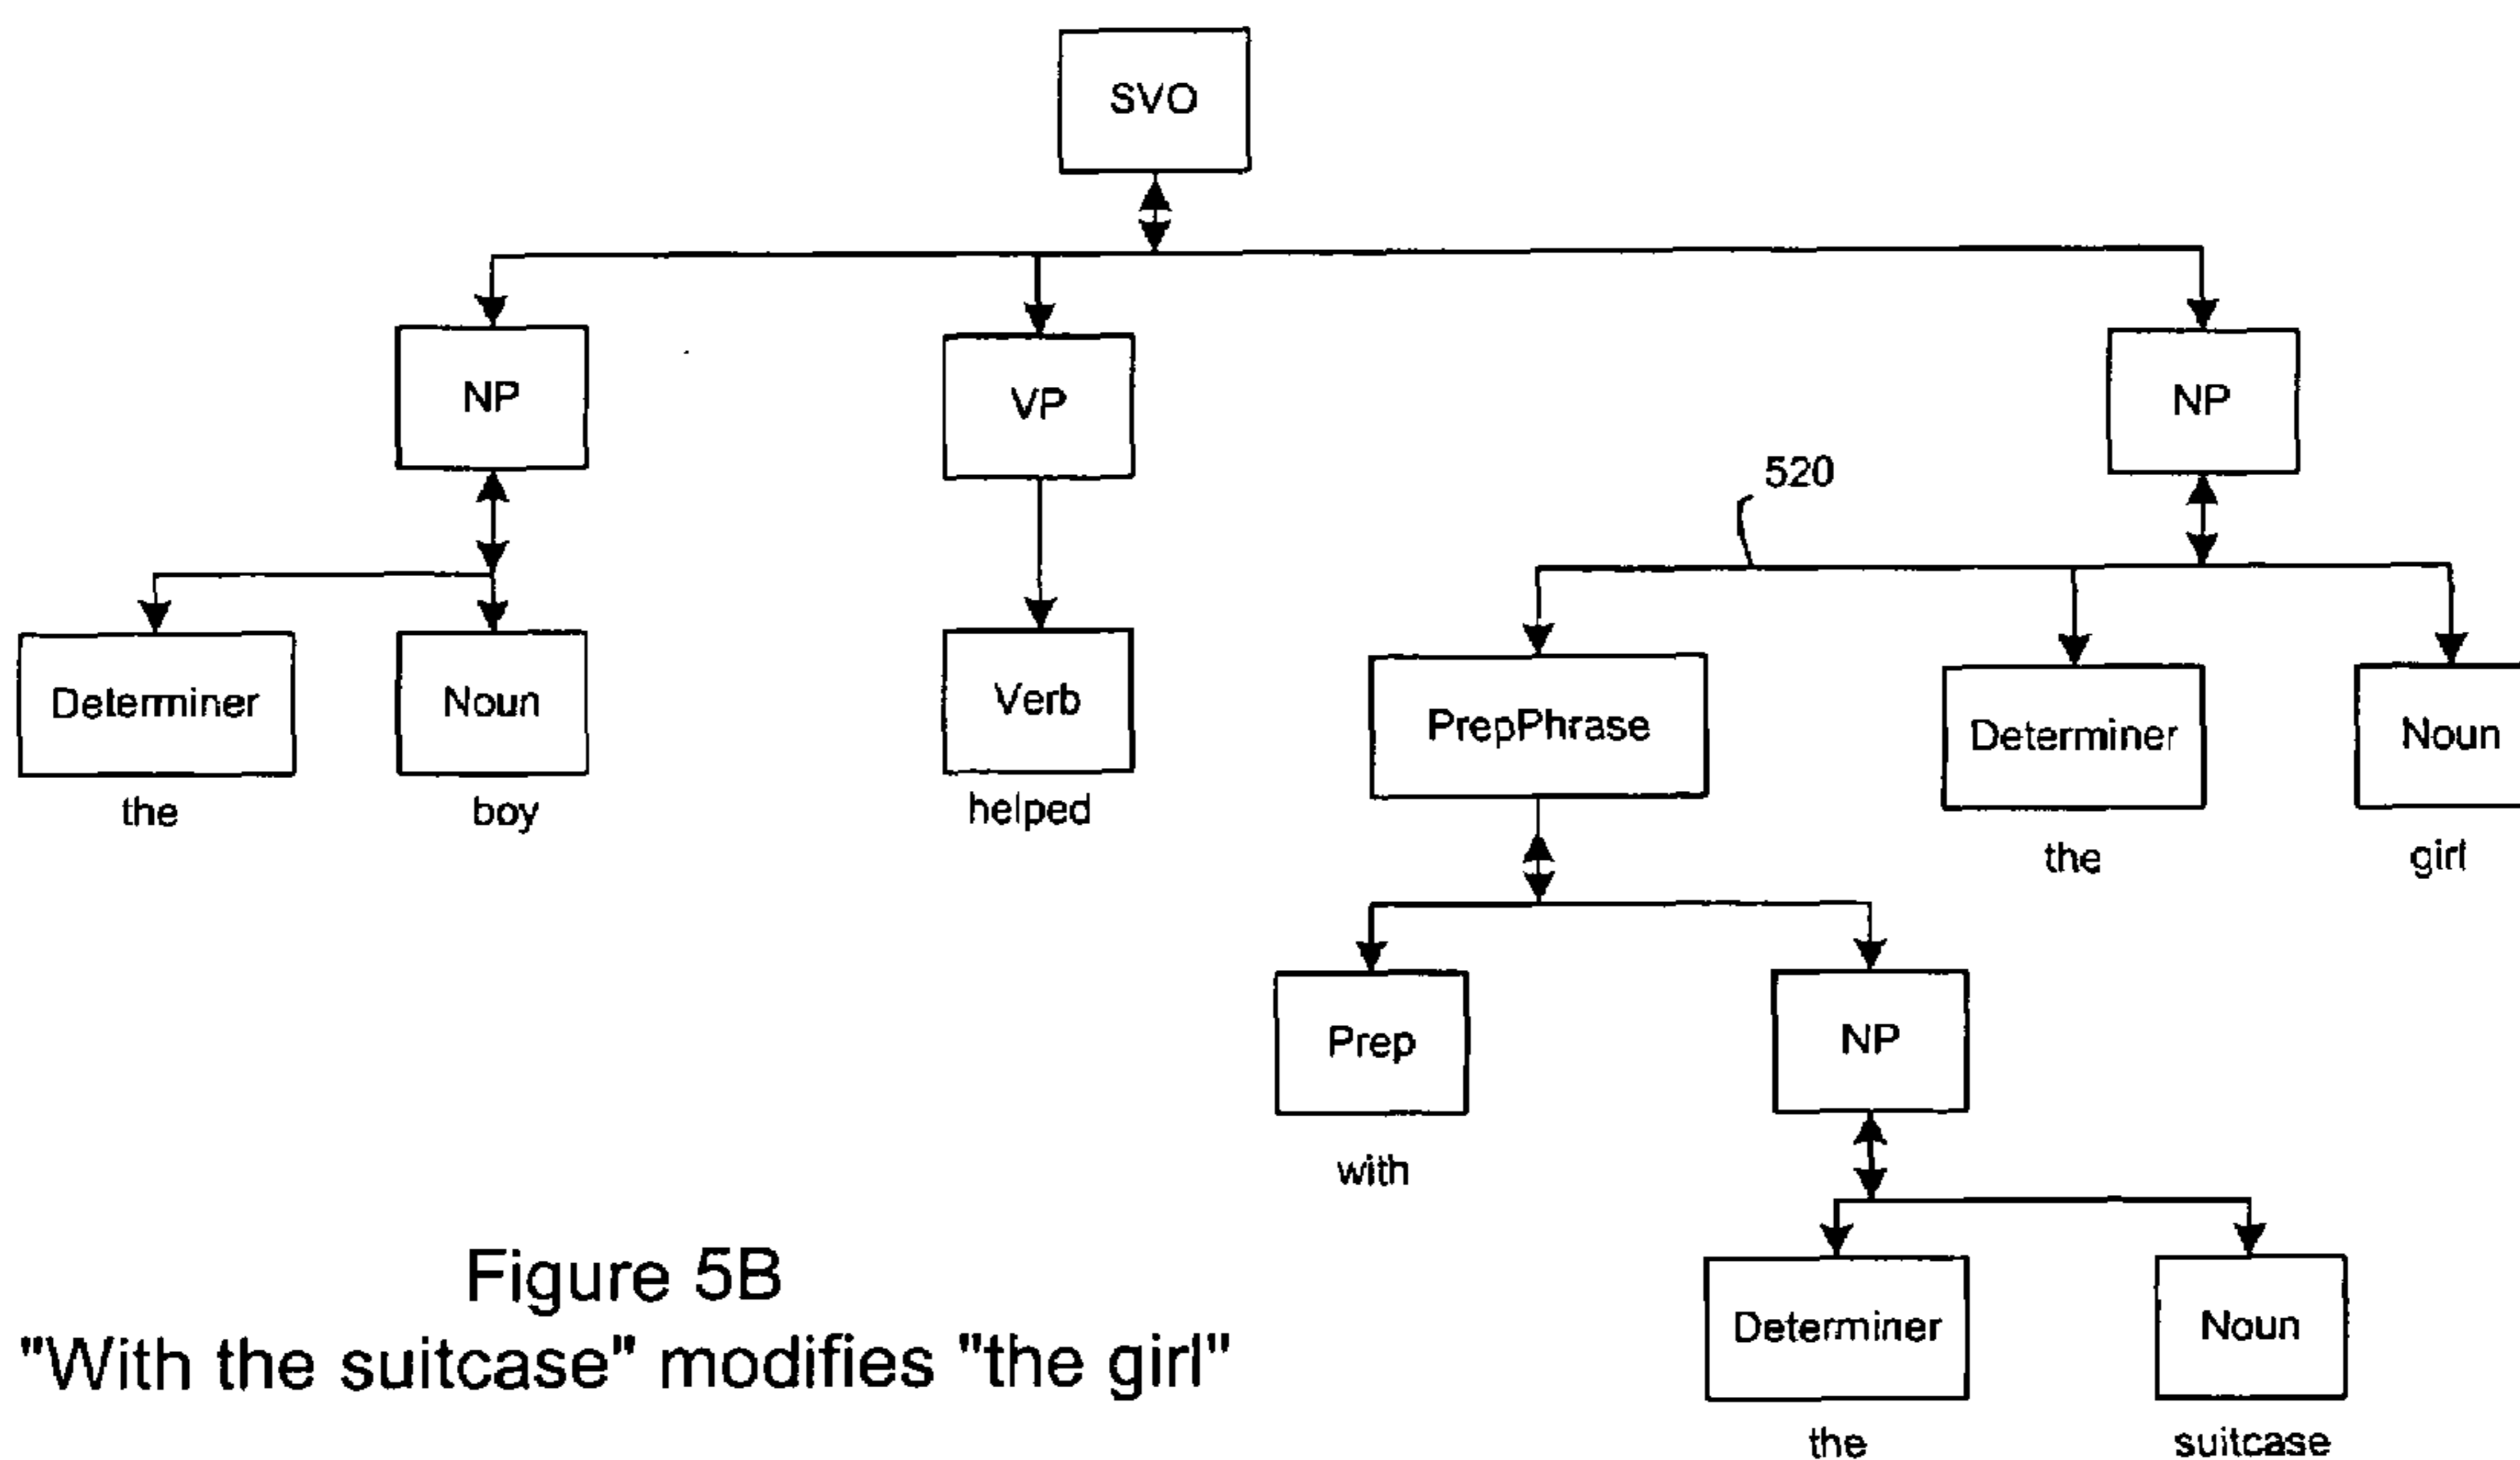 SVO
NP
VP
NP
520
Determiner
Noun
Verb
PrepPhrase
Determiner
Noun
the
boy
helped
the
girl
Prep
NP
with
Figure 5B
"With the suitcase" modifies "the girl"
Determiner
Noun
the
suitcase